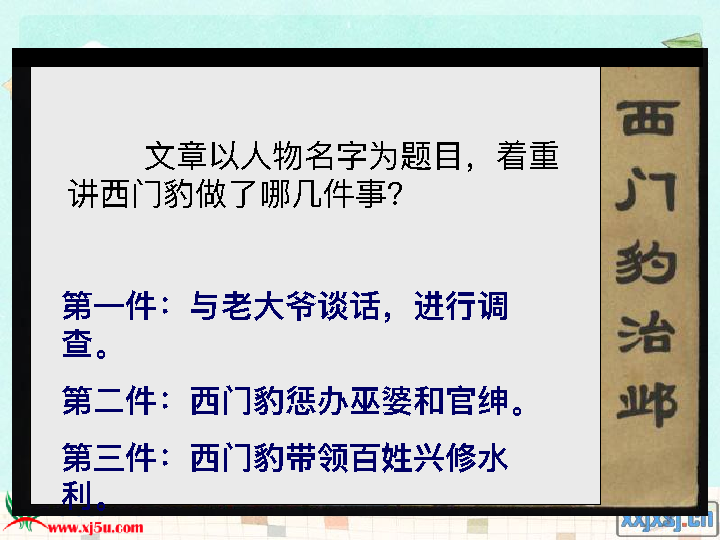 文章以人物名字为题目，着重
讲西门豹做了哪几件事？
第一件：与老大爷谈话，进行调
查。
第二件：西门豹惩办巫婆和官绅。
第三件：西门豹带领百姓兴修水
利。
西门豹治邺
www.xj5u.com
xxjxsj.cn